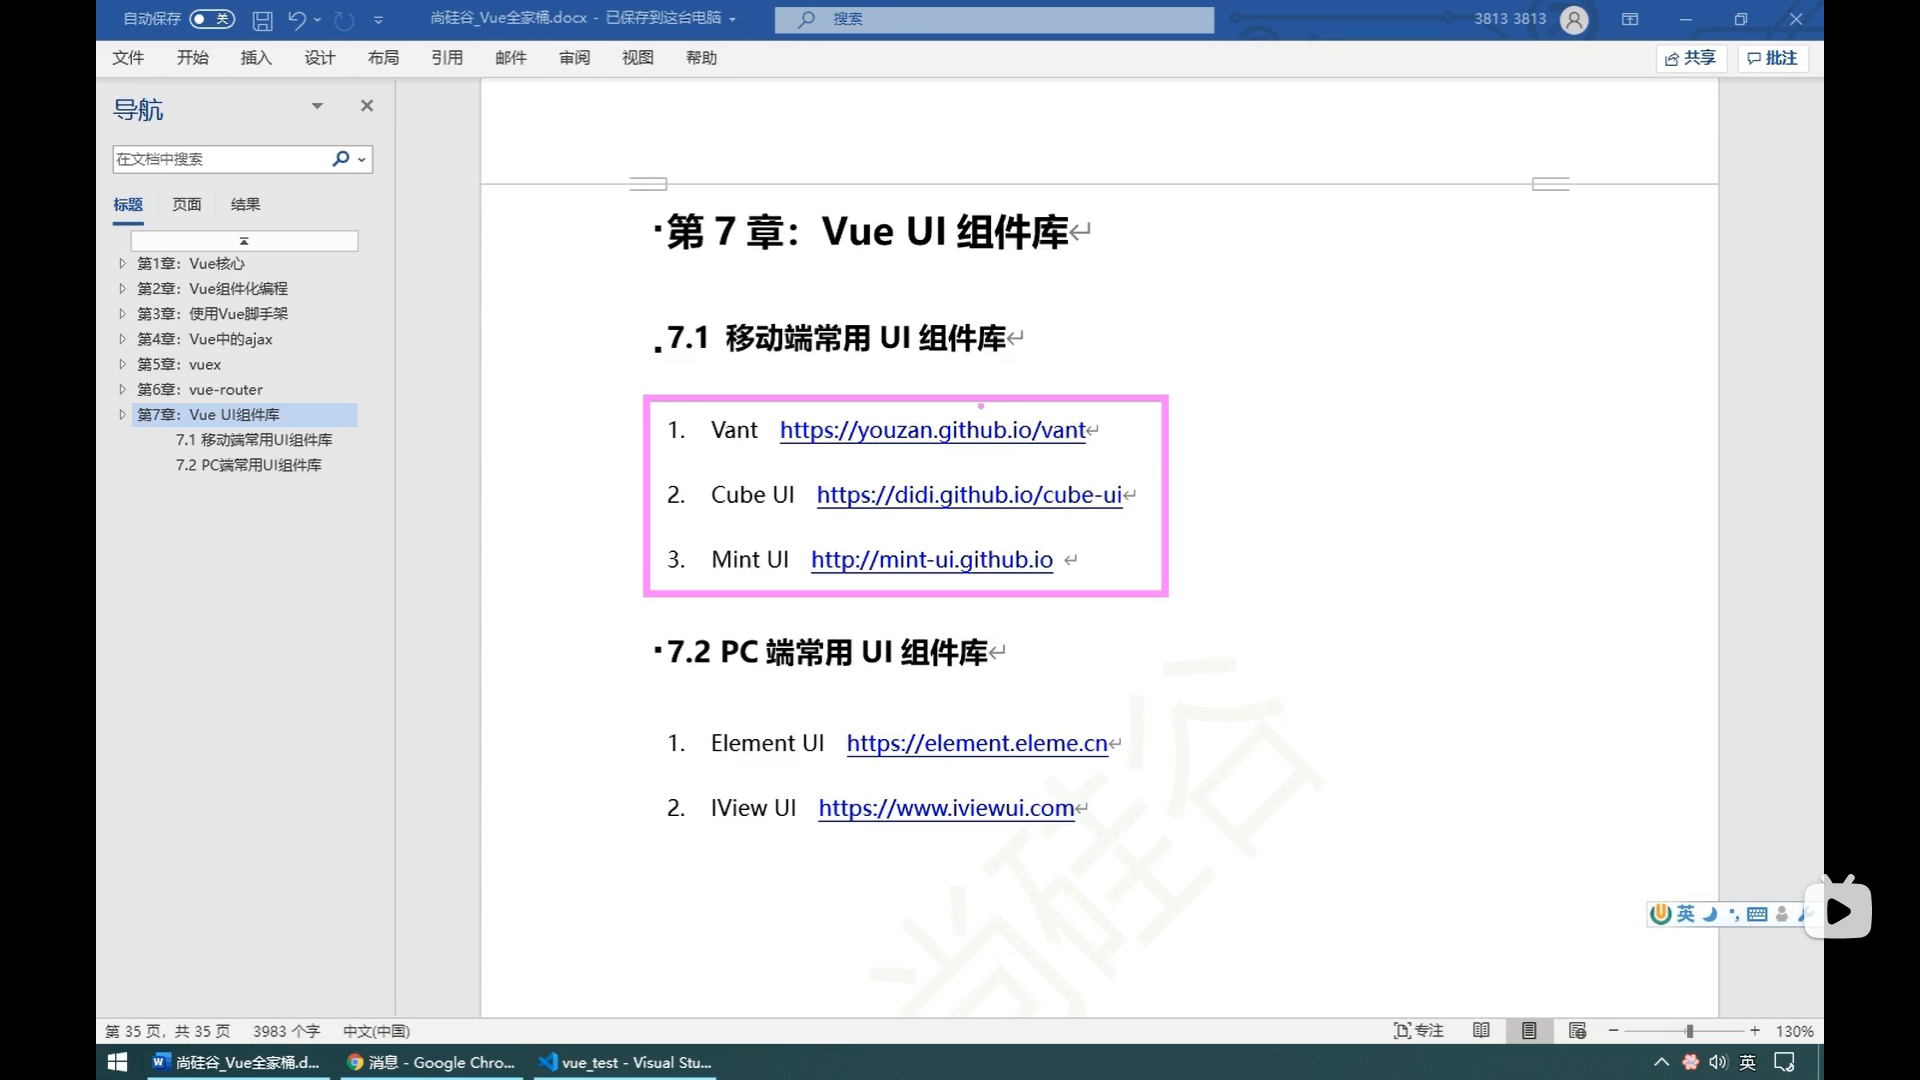 自动保存 关 尚硅谷_Vue全家桶.docx - 已保存到这台电脑 搜索 3813 3813
文件 开始 插入 设计 布局 引用 邮件 审阅 视图 帮助 共享 批注
导航
在文档中搜索
标题 页面 结果
第1章：Vue核心
第2章：Vue组件化编程
第3章：使用Vue脚手架
第4章：Vue中的ajax
第5章：vuex
第6章：vue-router
第7章：Vue UI组件库
7.1 移动端常用UI组件库
7.2 PC端常用UI组件库
第 7 章：Vue UI 组件库
7.1 移动端常用 UI 组件库
1. Vant https://youzan.github.io/vant
2. Cube UI https://didi.github.io/cube-ui
3. Mint UI http://mint-ui.github.io
7.2 PC 端常用 UI 组件库
1. Element UI https://element.eleme.cn
2. IView UI https://www.iviewui.com
尚硅谷
英
第 35 页，共 35 页 3983 个字 中文(中国) 专注 130%
尚硅谷_Vue全家桶.d... 消息 - Google Chro... vue_test - Visual Stu... 英